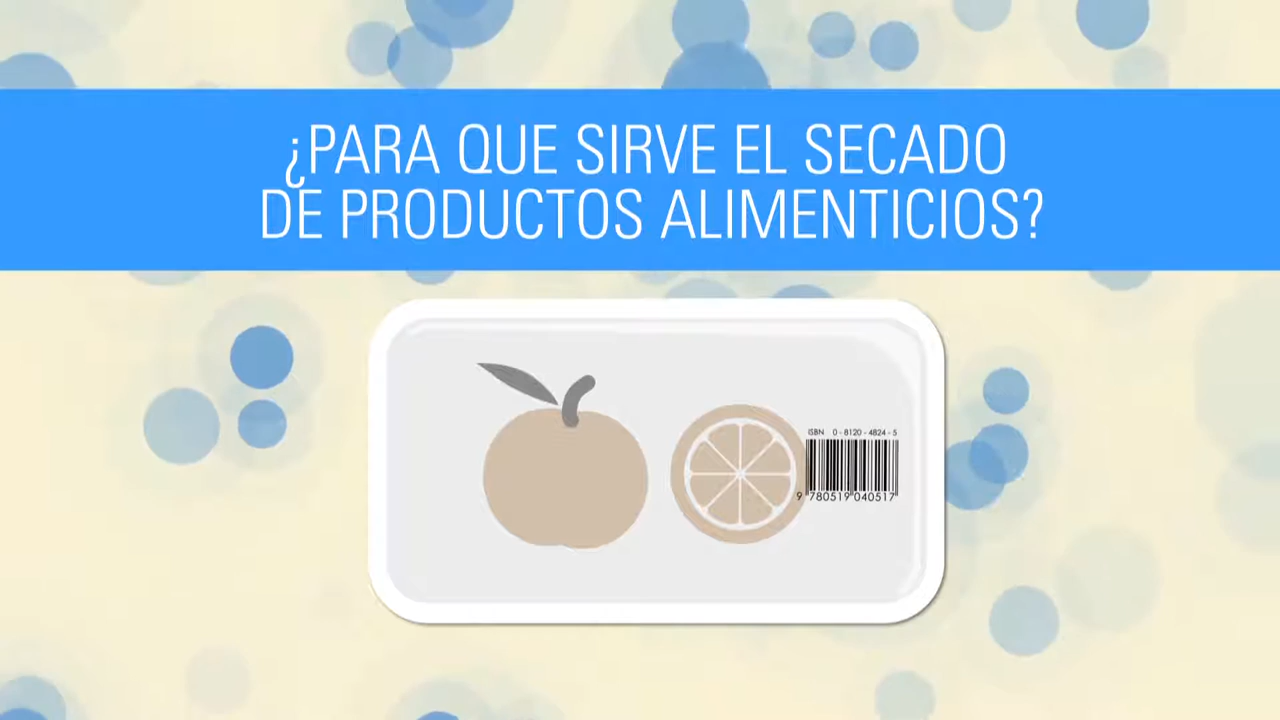 ¿PARA QUE SIRVE EL SECADO
DE PRODUCTOS ALIMENTICIOS?
ISBN 0-8120-4824-5
9 780519 040517